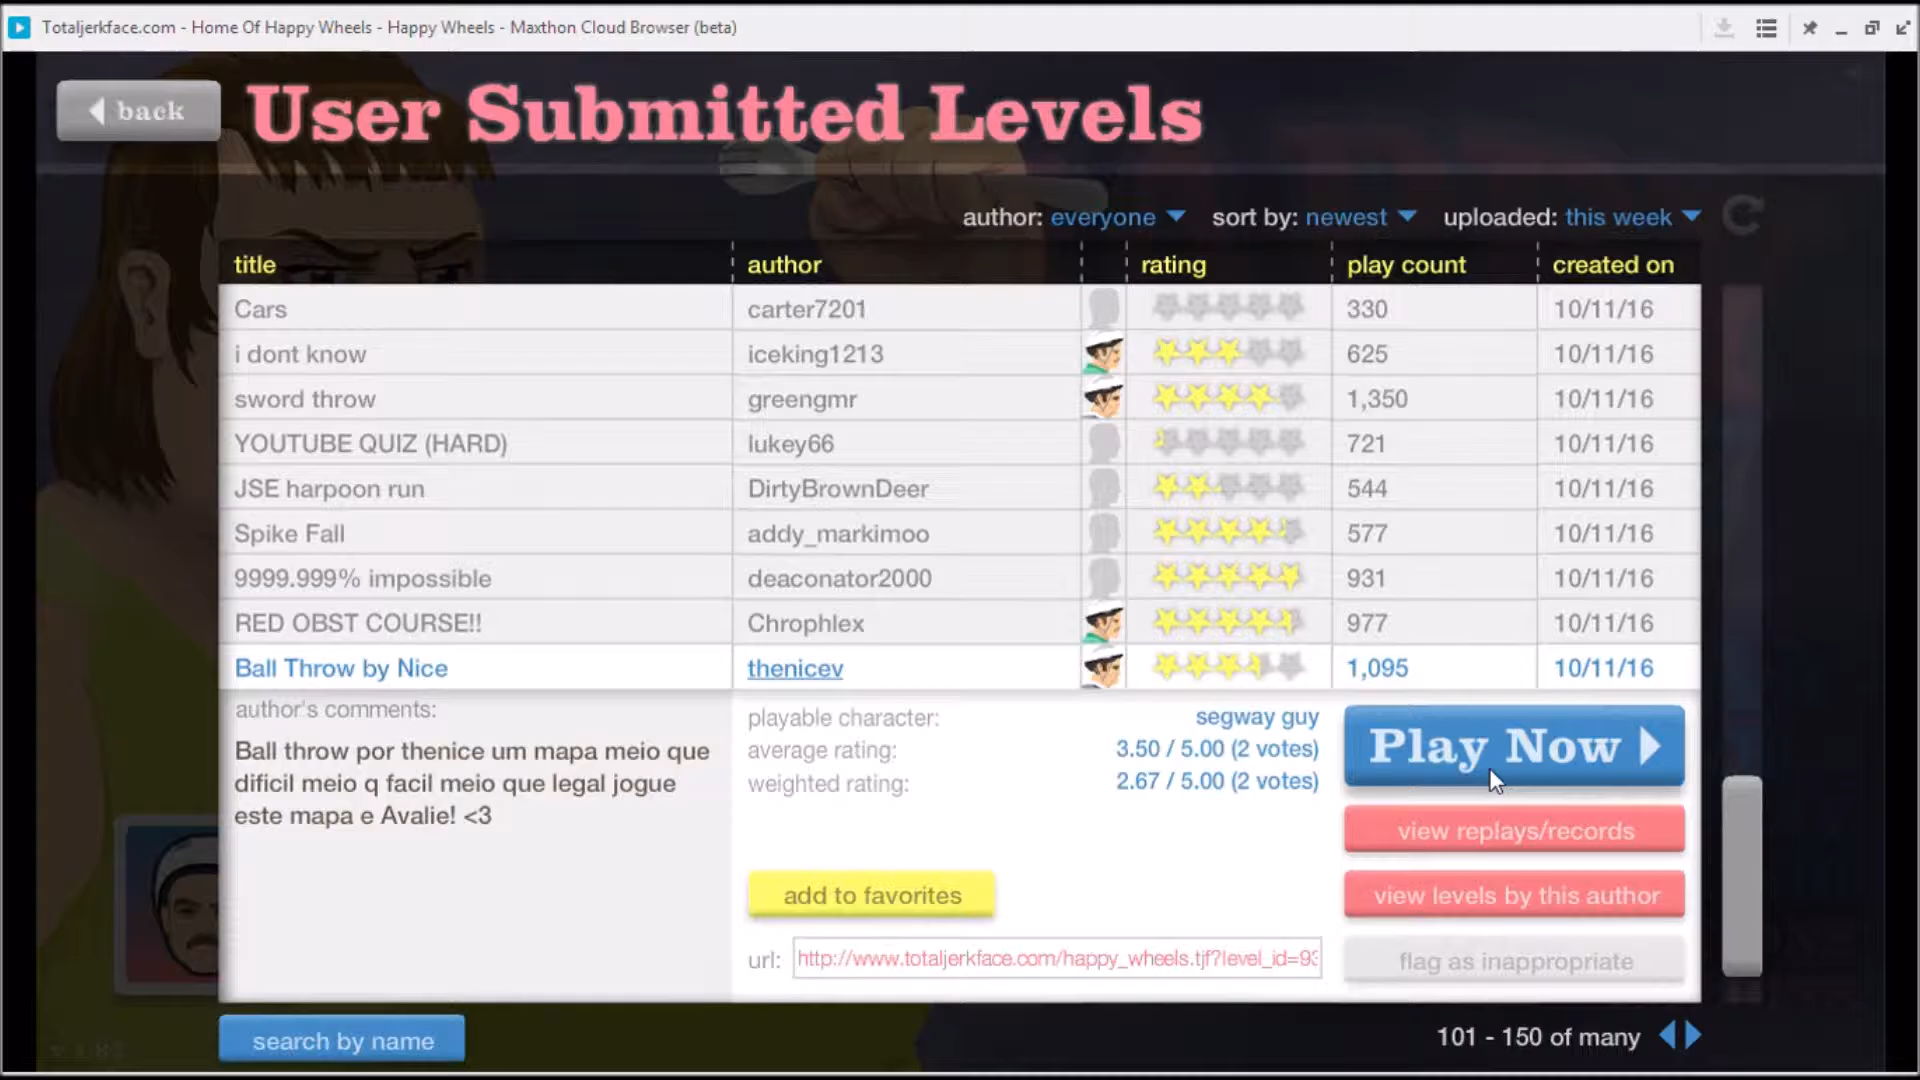 Totaljerkface.com - Home Of Happy Wheels - Happy Wheels - Maxthon Cloud Browser (beta)
back
User Submitted Levels
author: everyone sort by: newest uploaded: this week
title author rating play count created on
Cars carter7201 330 10/11/16
i dont know iceking1213 625 10/11/16
sword throw greengmr 1,350 10/11/16
YOUTUBE QUIZ (HARD) lukey66 721 10/11/16
JSE harpoon run DirtyBrownDeer 544 10/11/16
Spike Fall addy_markimoo 577 10/11/16
9999.999% impossible deaconator2000 931 10/11/16
RED OBST COURSE!! Chrophlex 977 10/11/16
Ball Throw by Nice thenicev 1,095 10/11/16
author's comments:
Ball throw por thenice um mapa meio que
dificil meio q facil meio que legal jogue
este mapa e Avalie! <3
playable character: segway guy
average rating: 3.50 / 5.00 (2 votes)
weighted rating: 2.67 / 5.00 (2 votes)
add to favorites
url: http://www.totaljerkface.com/happy_wheels.tjf?level_id=93
Play Now
view replays/records
view levels by this author
flag as inappropriate
search by name
101 - 150 of many